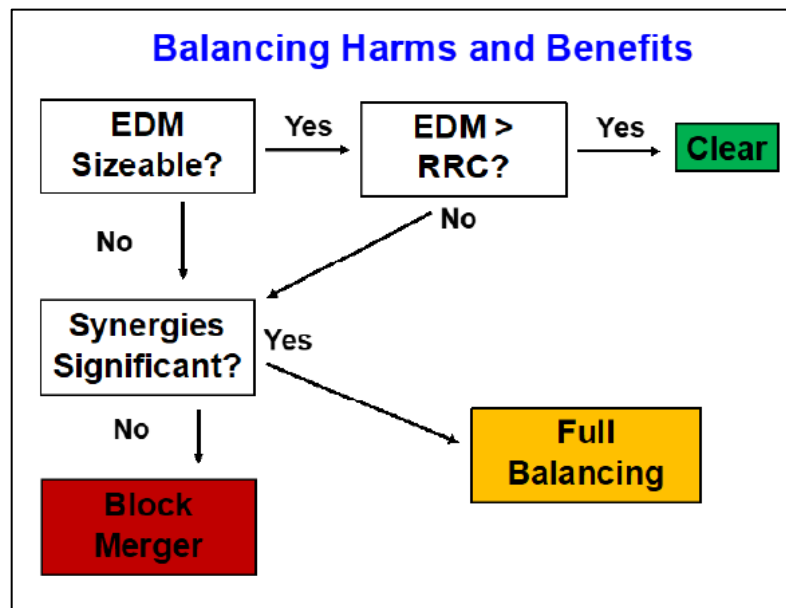 Balancing Harms and Benefits
EDM
Sizeable?
Yes
EDM >
RRC?
Yes
Clear
No
No
Synergies
Significant?
Yes
No
Full
Balancing
Block
Merger